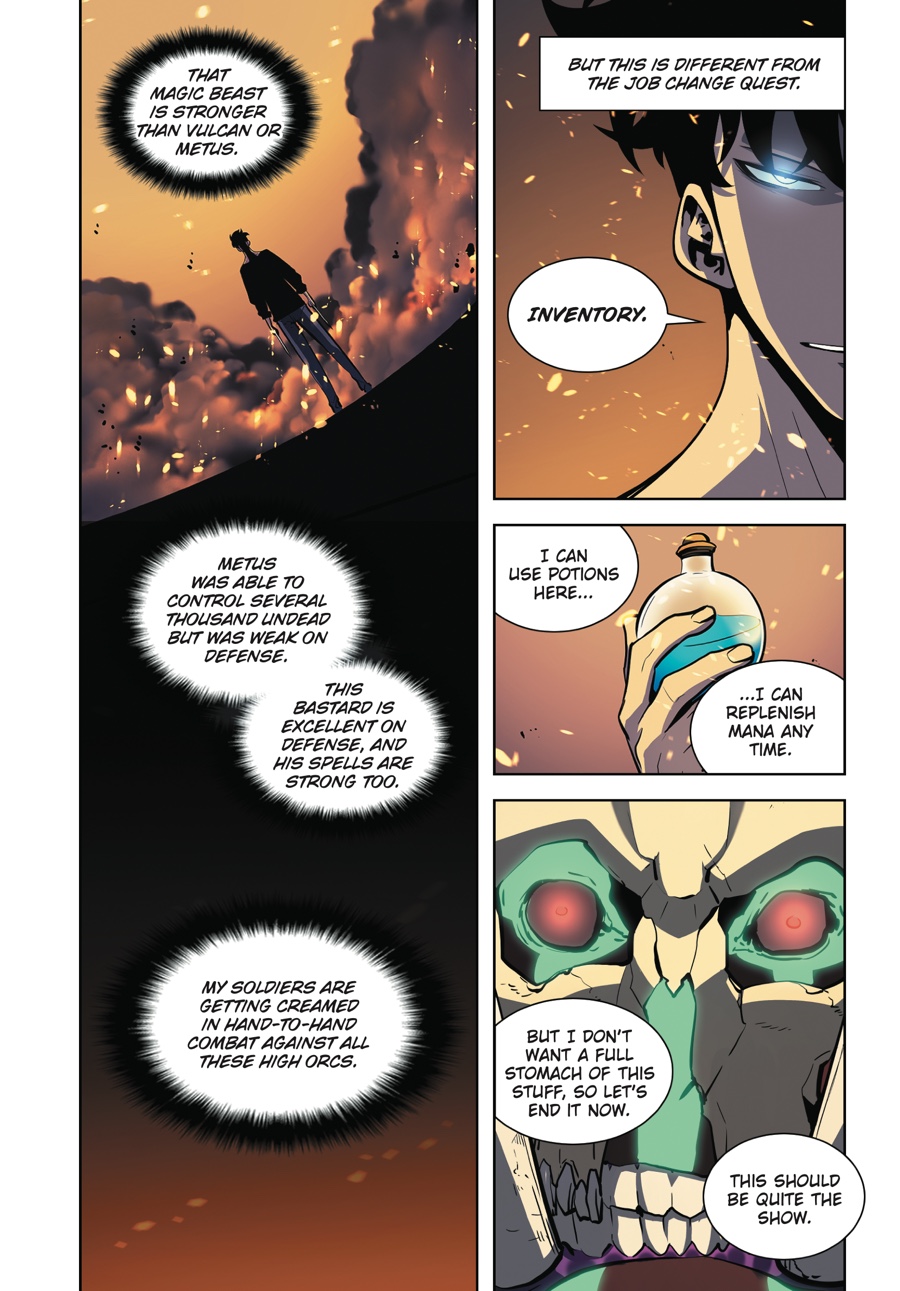 THAT
MAGIC BEAST
IS STRONGER
THAN VULCAN OR
METUS.
METUS
WAS ABLE TO
CONTROL SEVERAL
THOUSAND UNDEAD
BUT WAS WEAK ON
DEFENSE.
THIS
BASTARD IS
EXCELLENT ON
DEFENSE, AND
HIS SPELLS ARE
STRONG TOO.
MY SOLDIERS ARE
GETTING CREAMED
IN HAND-TO-HAND
COMBAT AGAINST ALL
THESE HIGH ORCS.
BUT THIS IS DIFFERENT FROM
THE JOB CHANGE QUEST.
INVENTORY.
I CAN
USE POTIONS
HERE...
...I CAN
REPLENISH
MANA ANY
TIME.
BUT I DON'T
WANT A FULL
STOMACH OF THIS
STUFF, SO LET'S
END IT NOW.
THIS SHOULD
BE QUITE THE
SHOW.